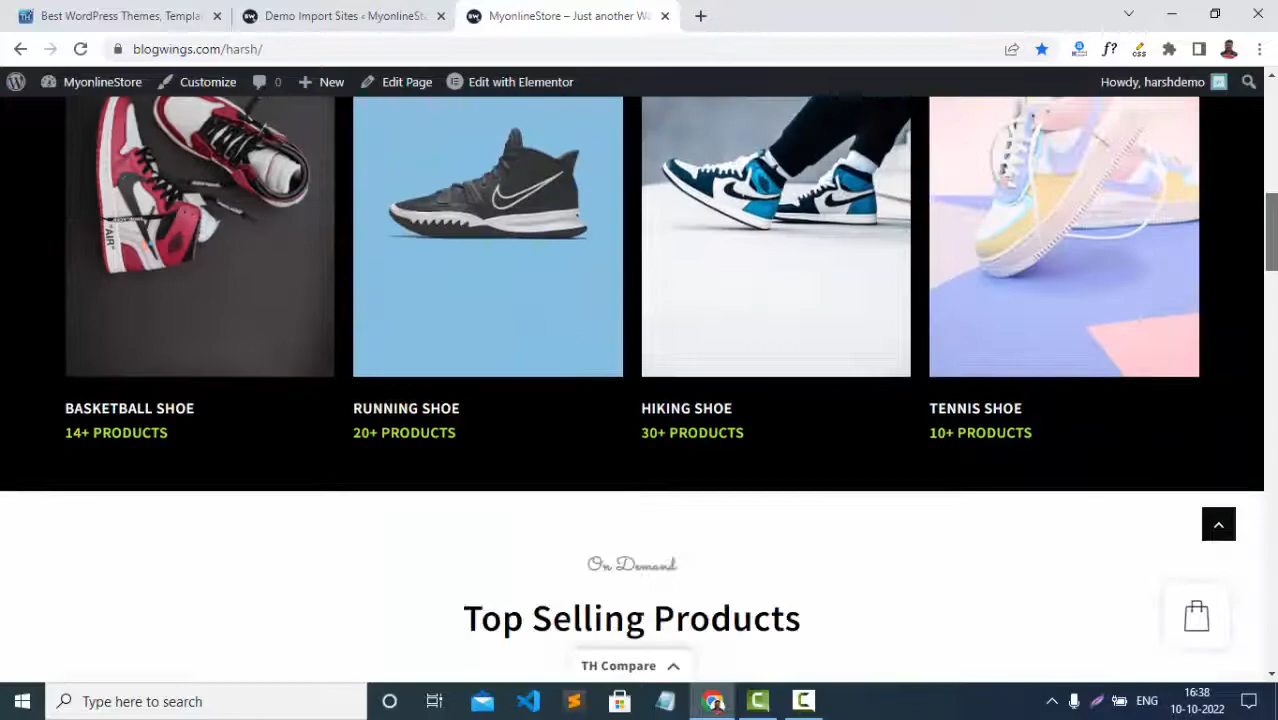 Best WordPress Themes, Templa
Demo Import Sites ‹ MyonlineSt
MyonlineStore – Just another W
blogwings.com/harsh/
MyonlineStore
Customize
0
New
Edit Page
Edit with Elementor
Howdy, harshdemo
"AIR"
BASKETBALL SHOE
14+ PRODUCTS
RUNNING SHOE
20+ PRODUCTS
HIKING SHOE
30+ PRODUCTS
TENNIS SHOE
10+ PRODUCTS
On Demand
Top Selling Products
TH Compare
Type here to search
ENG
16:38
10-10-2022